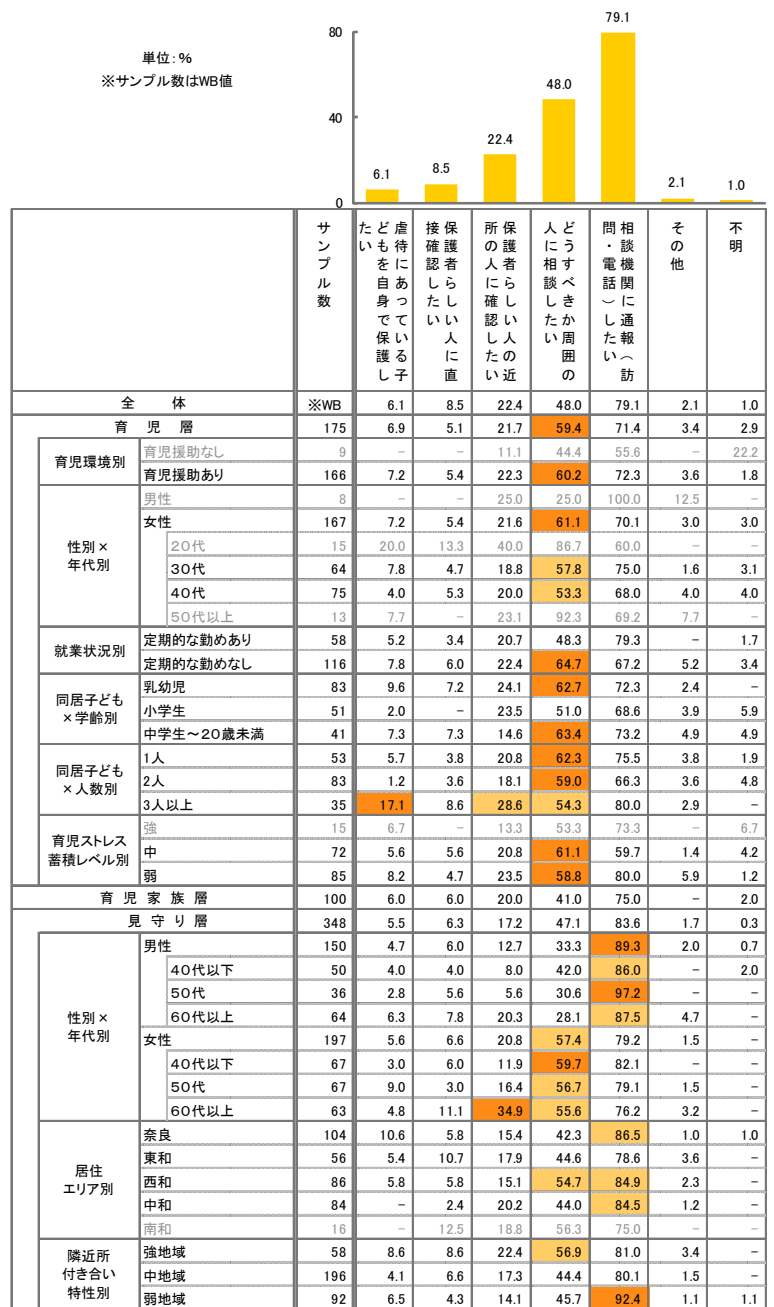 79.1
80
単位：％
※サンプル数はWB値
48.0
40
22.4
6.1
8.5
2.1
1.0
0
サンプル数
虐待にあっている子どもを自身で保護したい
保護者らしい人に直接確認したい
保護者らしい人の近所の人に確認したい
どうすべきか周囲の人に相談したい
相談機関に通報（訪問・電話）したい
その他
不明
全体 ※WB 6.1 8.5 22.4 48.0 79.1 2.1 1.0
育児層 175 6.9 5.1 21.7 59.4 71.4 3.4 2.9
育児環境別
育児援助なし 9 － － 11.1 44.4 55.6 － 22.2
育児援助あり 166 7.2 5.4 22.3 60.2 72.3 3.6 1.8
性別×年代別
男性 8 － － 25.0 25.0 100.0 12.5 －
女性 167 7.2 5.4 21.6 61.1 70.1 3.0 3.0
20代 15 20.0 13.3 40.0 86.7 60.0 － －
30代 64 7.8 4.7 18.8 57.8 75.0 1.6 3.1
40代 75 4.0 5.3 20.0 53.3 68.0 4.0 4.0
50代以上 13 7.7 － 23.1 92.3 69.2 7.7 －
就業状況別
定期的な勤めあり 58 5.2 3.4 20.7 48.3 79.3 － 1.7
定期的な勤めなし 116 7.8 6.0 22.4 64.7 67.2 5.2 3.4
同居子ども×学齢別
乳幼児 83 9.6 7.2 24.1 62.7 72.3 2.4 －
小学生 51 2.0 － 23.5 51.0 68.6 3.9 5.9
中学生～20歳未満 41 7.3 7.3 14.6 63.4 73.2 4.9 4.9
同居子ども×人数別
1人 53 5.7 3.8 20.8 62.3 75.5 3.8 1.9
2人 83 1.2 3.6 18.1 59.0 66.3 3.6 4.8
3人以上 35 17.1 8.6 28.6 54.3 80.0 2.9 －
育児ストレス蓄積レベル別
強 15 6.7 － 13.3 53.3 73.3 － 6.7
中 72 5.6 5.6 20.8 61.1 59.7 1.4 4.2
弱 85 8.2 4.7 23.5 58.8 80.0 5.9 1.2
育児家族層 100 6.0 6.0 20.0 41.0 75.0 － 2.0
見守り層 348 5.5 6.3 17.2 47.1 83.6 1.7 0.3
性別×年代別
男性 150 4.7 6.0 12.7 33.3 89.3 2.0 0.7
40代以下 50 4.0 4.0 8.0 42.0 86.0 － 2.0
50代 36 2.8 5.6 5.6 30.6 97.2 － －
60代以上 64 6.3 7.8 20.3 28.1 87.5 4.7 －
女性 197 5.6 6.6 20.8 57.4 79.2 1.5 －
40代以下 67 3.0 6.0 11.9 59.7 82.1 － －
50代 67 9.0 3.0 16.4 56.7 79.1 1.5 －
60代以上 63 4.8 11.1 34.9 55.6 76.2 3.2 －
居住エリア別
奈良 104 10.6 5.8 15.4 42.3 86.5 1.0 1.0
東和 56 5.4 10.7 17.9 44.6 78.6 3.6 －
西和 86 5.8 5.8 15.1 54.7 84.9 2.3 －
中和 84 － 2.4 20.2 44.0 84.5 1.2 －
南和 16 － 12.5 18.8 56.3 75.0 － －
隣近所付き合い特性別
強地域 58 8.6 8.6 22.4 56.9 81.0 3.4 －
中地域 196 4.1 6.6 17.3 44.4 80.1 1.5 －
弱地域 92 6.5 4.3 14.1 45.7 92.4 1.1 1.1